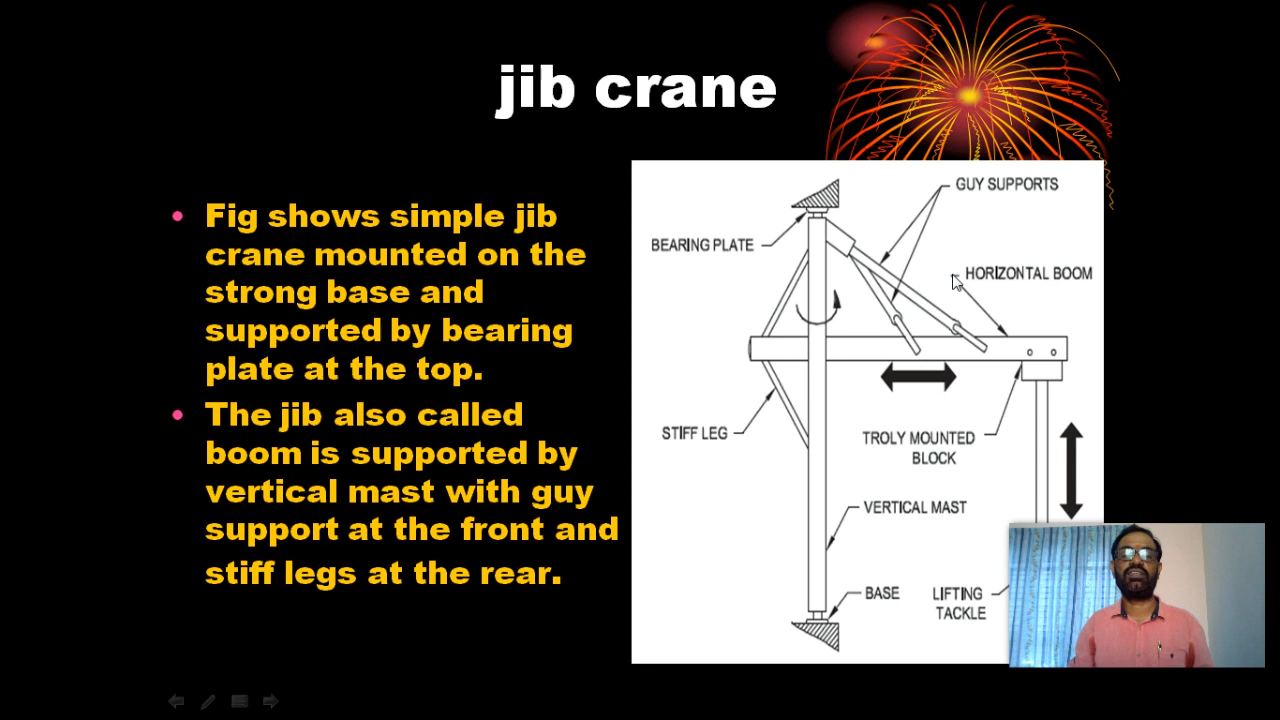 jib crane
• Fig shows simple jib
crane mounted on the
strong base and
supported by bearing
plate at the top.
• The jib also called
boom is supported by
vertical mast with guy
support at the front and
stiff legs at the rear.
GUY SUPPORTS
BEARING PLATE
HORIZONTAL BOOM
STIFF LEG
TROLY MOUNTED
BLOCK
VERTICAL MAST
BASE
LIFTING
TACKLE